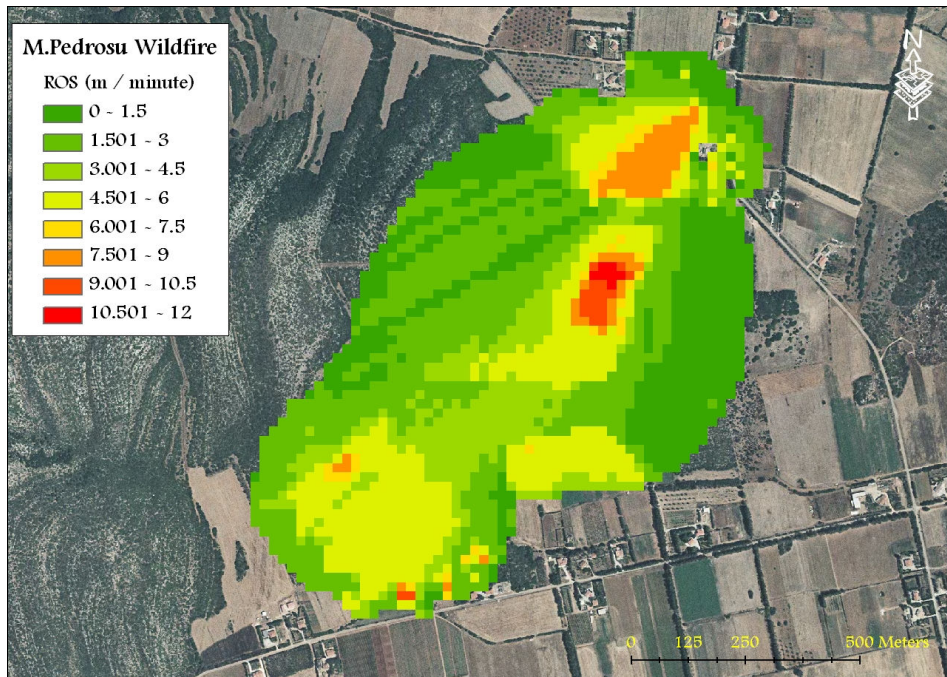 M.Pedrosu Wildfire
ROS (m / minute)
0 - 1.5
1.501 - 3
3.001 - 4.5
4.501 - 6
6.001 - 7.5
7.501 - 9
9.001 - 10.5
10.501 - 12
N
0 125 250 500 Meters